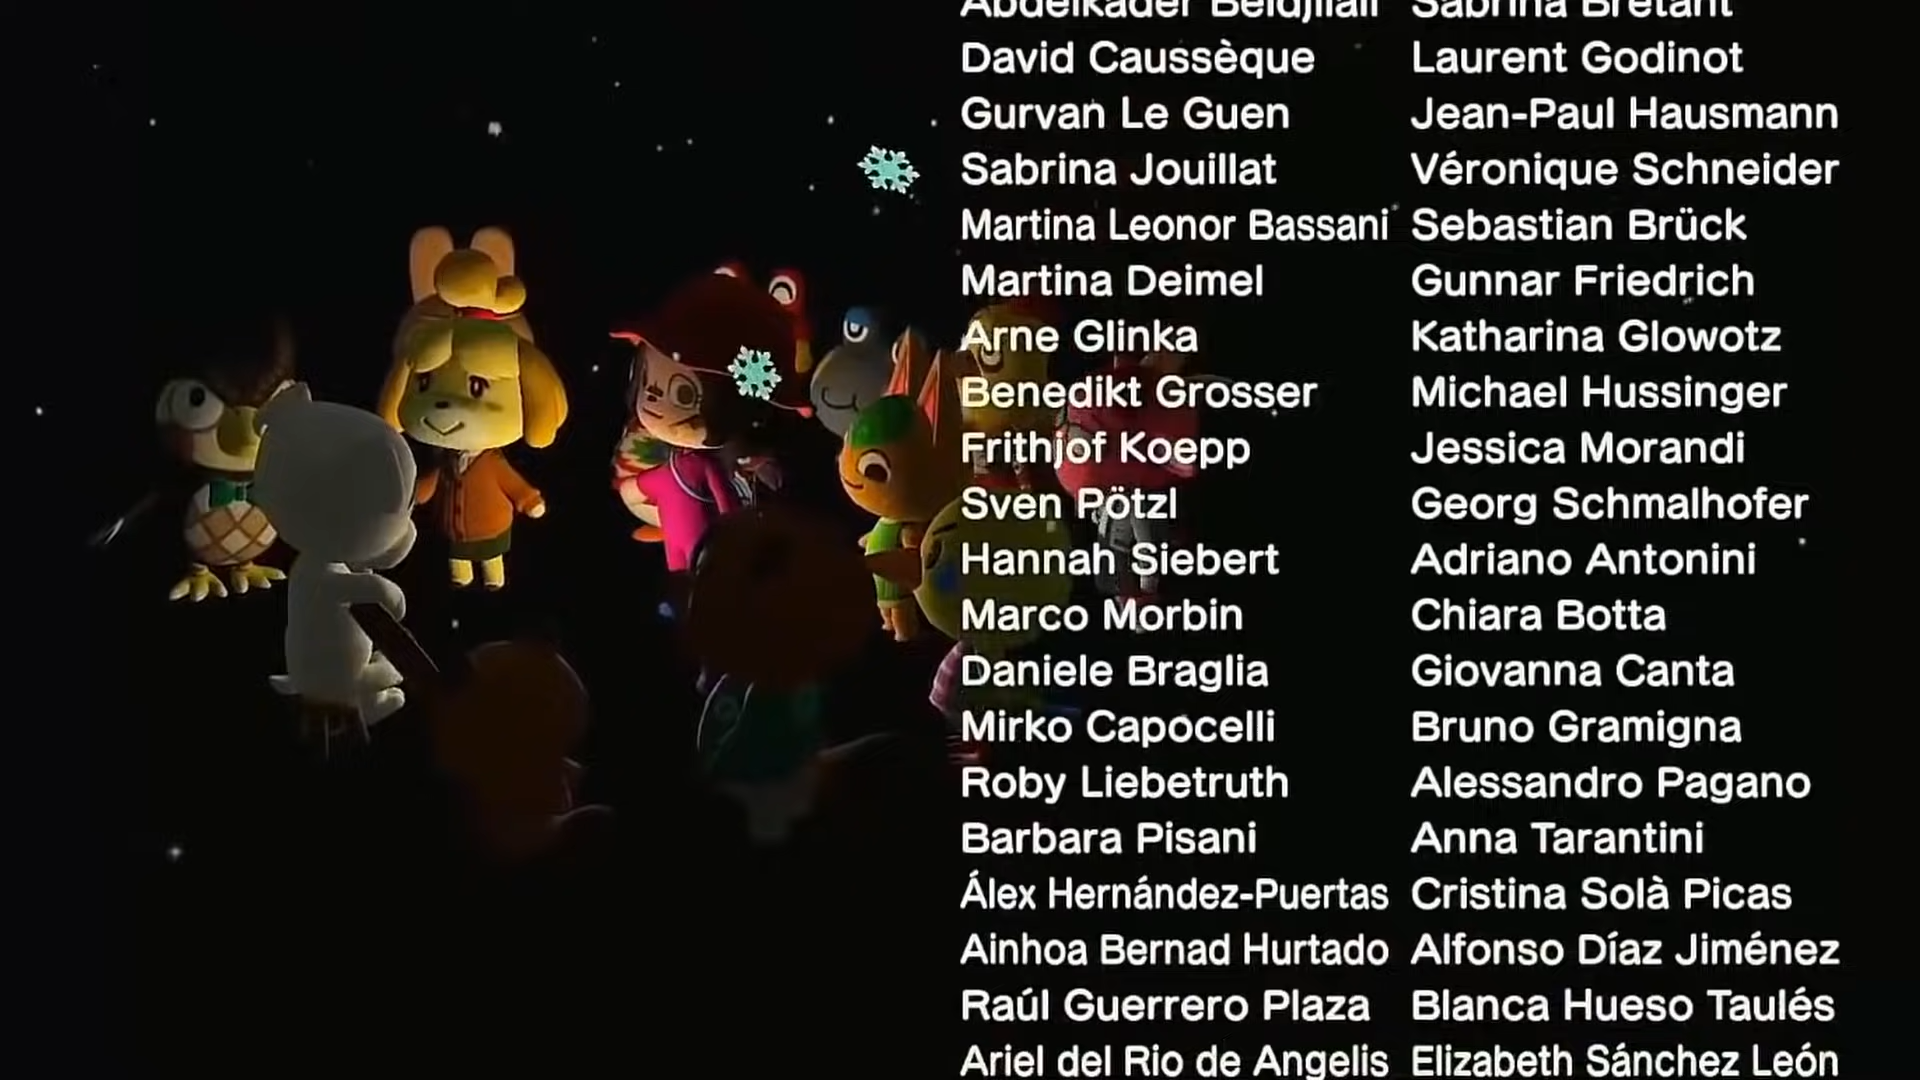 Abdelkader Beldjilali Sabrina Bretant
David Caussèque Laurent Godinot
Gurvan Le Guen Jean-Paul Hausmann
Sabrina Jouillat Véronique Schneider
Martina Leonor Bassani Sebastian Brück
Martina Deimel Gunnar Friedrich
Arne Glinka Katharina Glowotz
Benedikt Grosser Michael Hussinger
Frithjof Koepp Jessica Morandi
Sven Pötzl Georg Schmalhofer
Hannah Siebert Adriano Antonini
Marco Morbin Chiara Botta
Daniele Braglia Giovanna Canta
Mirko Capocelli Bruno Gramigna
Roby Liebetruth Alessandro Pagano
Barbara Pisani Anna Tarantini
Álex Hernández-Puertas Cristina Solà Picas
Ainhoa Bernad Hurtado Alfonso Díaz Jiménez
Raúl Guerrero Plaza Blanca Hueso Taulés
Ariel del Rio de Angelis Elizabeth Sánchez León